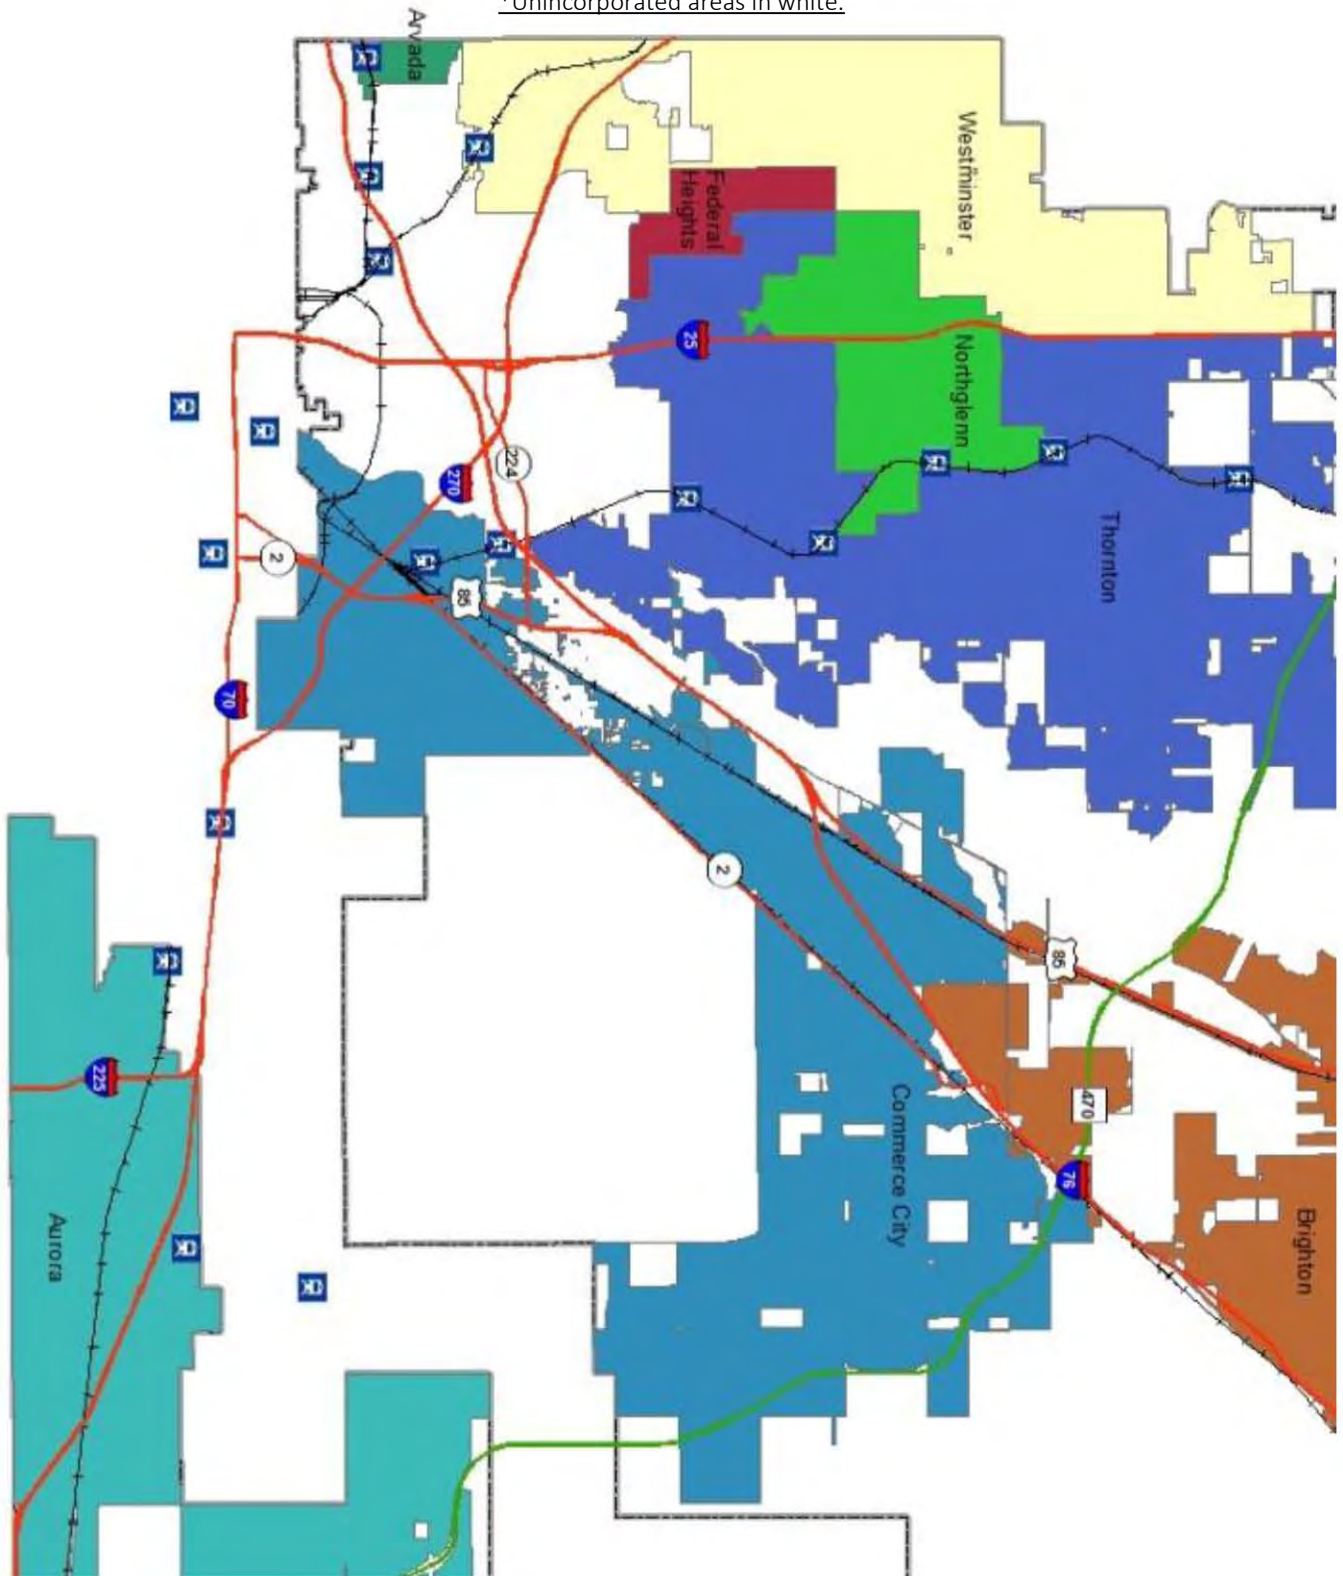 *Unincorporated areas in white.
Arvada
Westminster
Federal
Heights
25
Northglenn
224
270
Thornton
2
85
70
2
85
225
470
Commerce City
76
Aurora
Brighton